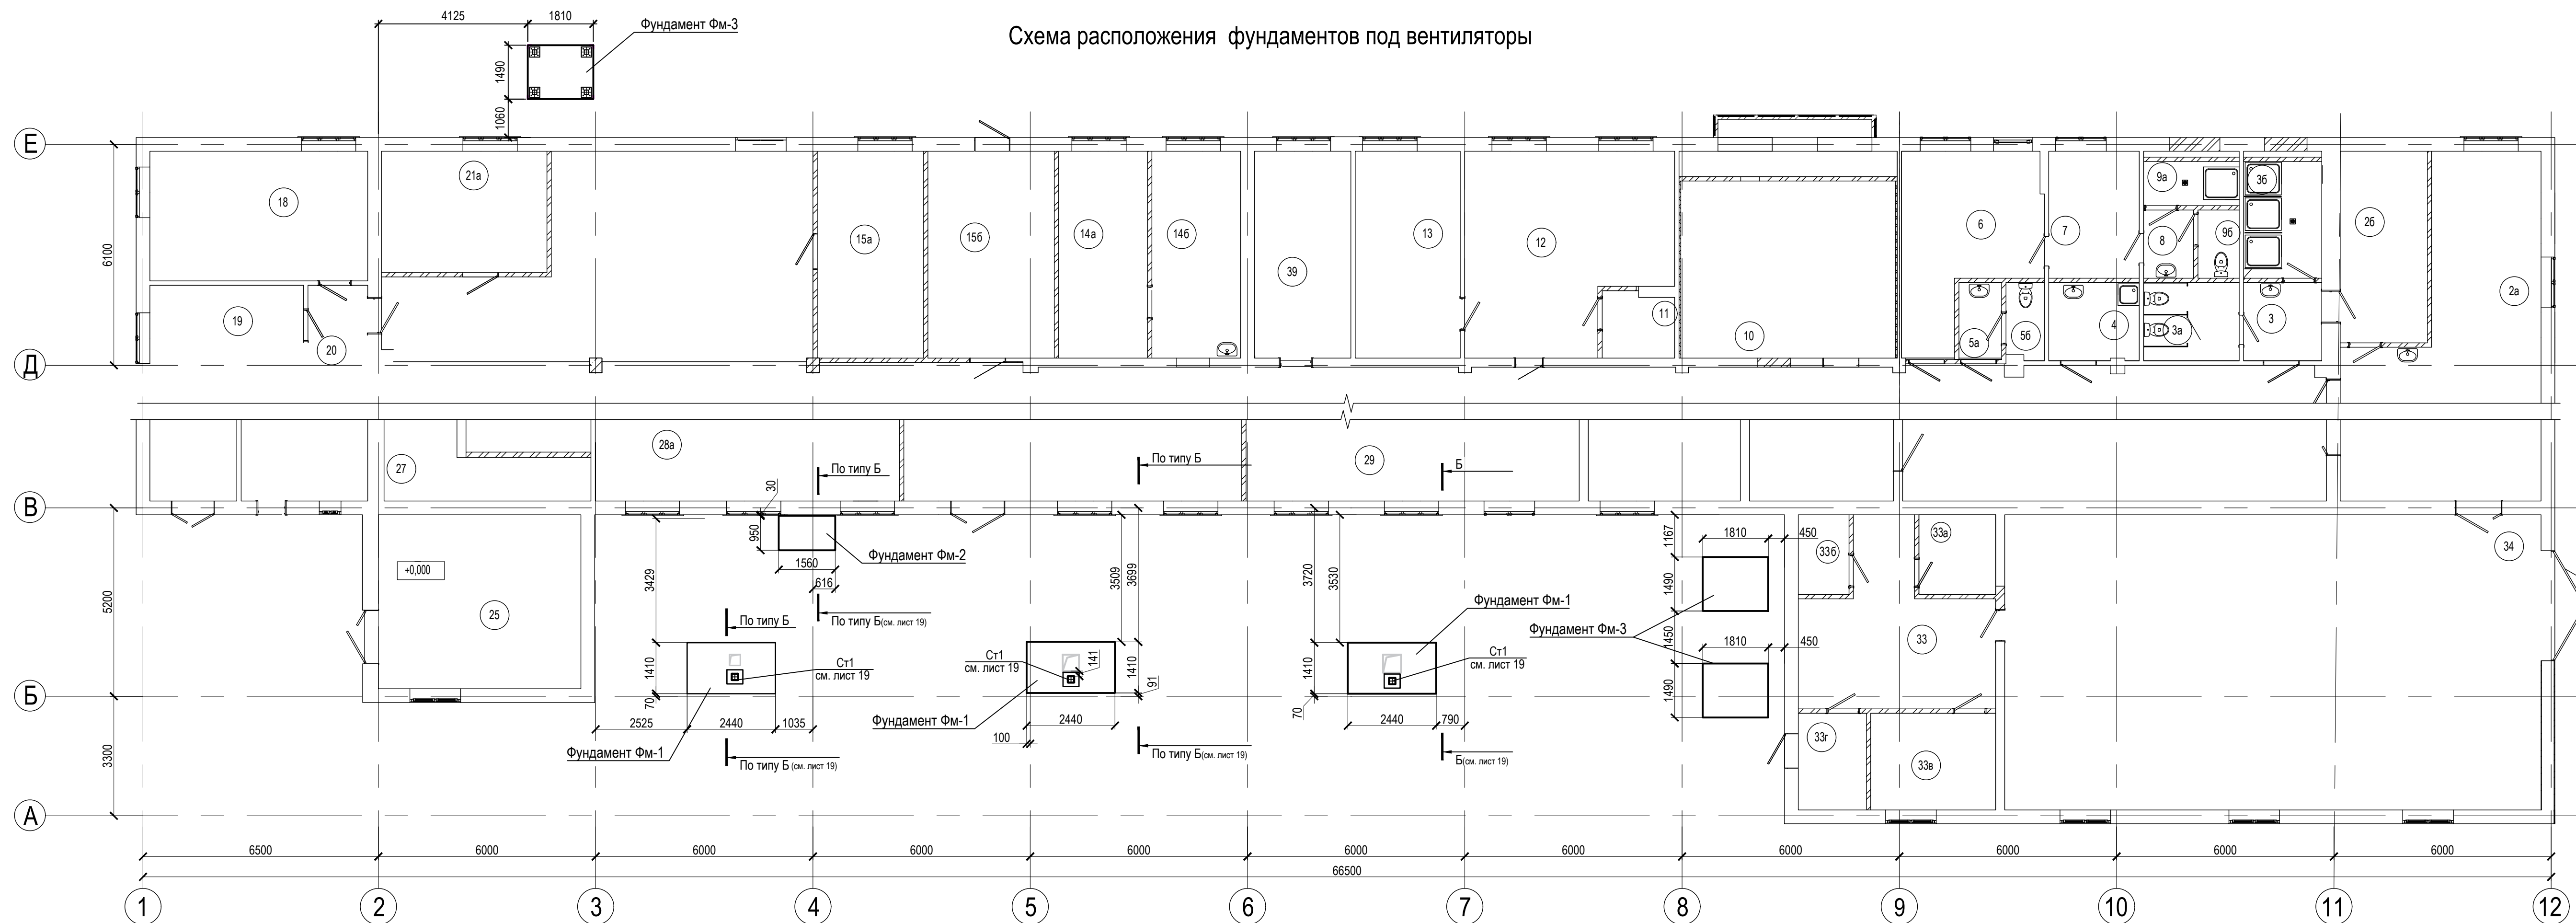 Схема расположения фундаментов под вентиляторы
4125
1810
Фундамент Фм-3
1490
1060
Е
6100
Д
18
19
20
21а
15а
15б
14а
14б
39
13
12
11
10
6
7
5а
5б
4
9а
8
9б
3б
3а
3
2б
2а
27
28а
29
По типу Б
По типу Б
Б
В
30
950
Фундамент Фм-2
1560
616
3429
3509
3699
3720
3530
1167
1810
450
1490
33б
33а
34
+0,000
25
5200
По типу Б
По типу Б(см. лист 19)
Фундамент Фм-1
Фундамент Фм-3
1450
1810
450
33
1410
Ст1
см. лист 19
Ст1
см. лист 19
141
1410
91
1410
Ст1
см. лист 19
1490
Б
70
70
2525
2440
1035
Фундамент Фм-1
2440
100
2440
790
Фундамент Фм-1
По типу Б (см. лист 19)
По типу Б(см. лист 19)
Б(см. лист 19)
33г
33в
3300
А
6500
6000
6000
6000
6000
6000
6000
6000
6000
6000
6000
66500
1
2
3
4
5
6
7
8
9
10
11
12